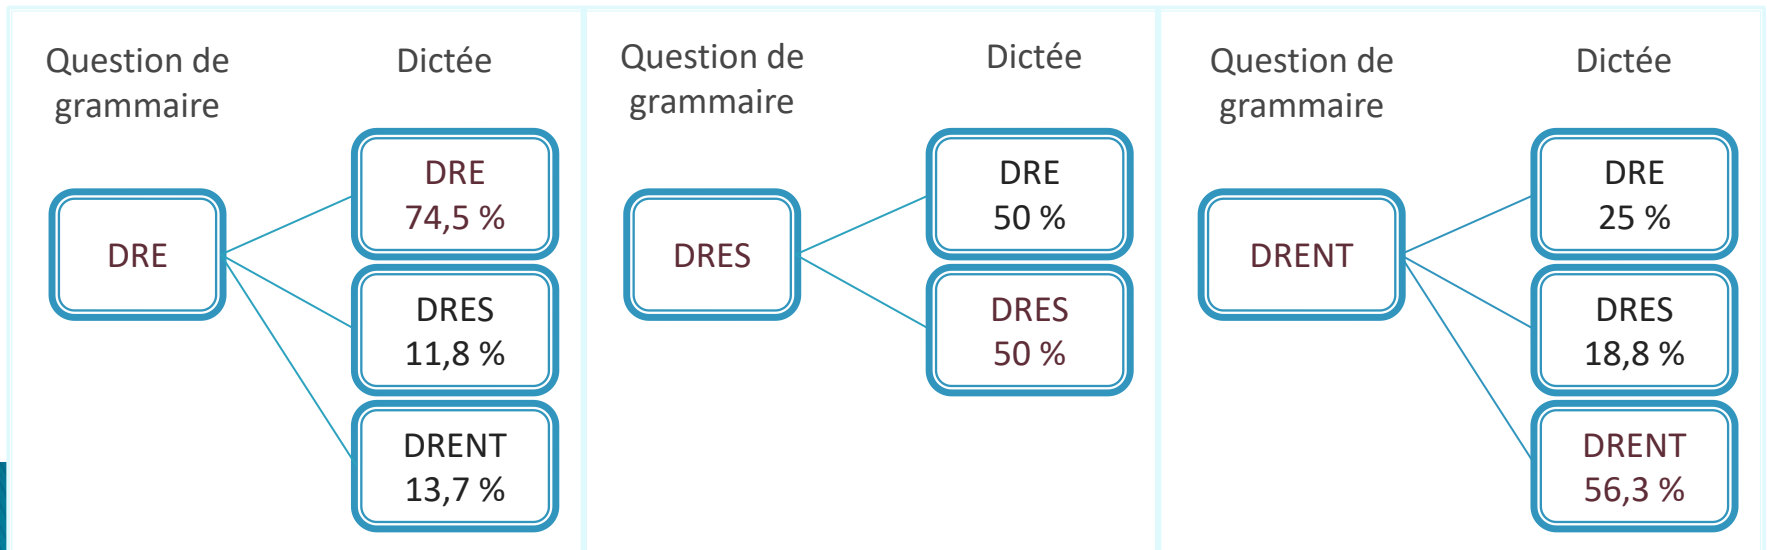 Question de
grammaire
Dictée
DRE
DRE
74,5 %
DRES
11,8 %
DRENT
13,7 %
Question de
grammaire
Dictée
DRES
DRE
50 %
DRES
50 %
Question de
grammaire
Dictée
DRENT
DRE
25 %
DRES
18,8 %
DRENT
56,3 %